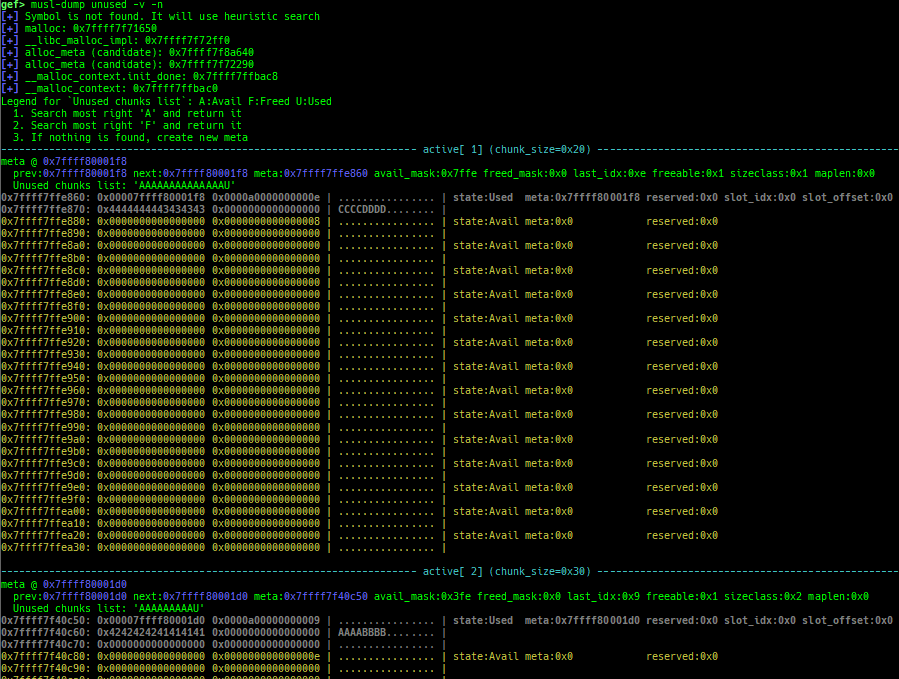 gef> musl-dump unused -v -n
[+] Symbol is not found. It will use heuristic search
[+] malloc: 0x7ffff7f71650
[+] __libc_malloc_impl: 0x7ffff7f72ff0
[+] alloc_meta (candidate): 0x7ffff7f8a640
[+] alloc_meta (candidate): 0x7ffff7f72290
[+] __malloc_context.init_done: 0x7ffff7ffbac8
[+] __malloc_context: 0x7ffff7ffbac0
Legend for `Unused chunks list`: A:Avail F:Freed U:Used
1. Search most right 'A' and return it
2. Search most right 'F' and return it
3. If nothing is found, create new meta
---------------------------------------------------------------------- active[ 1] (chunk_size=0x20) ----------------------------------------------------
meta @ 0x7ffff80001f8
prev:0x7ffff80001f8 next:0x7ffff80001f8 meta:0x7ffff7ffe860 avail_mask:0x7ffe freed_mask:0x0 last_idx:0xe freeable:0x1 sizeclass:0x1 maplen:0x0
Unused chunks list: 'AAAAAAAAAAAAAAU'
0x7ffff7ffe860: 0x00007ffff80001f8 0x0000a0000000000e | ................ | state:Used  meta:0x7ffff80001f8 reserved:0x0 slot_idx:0x0 slot_offset:0x0
0x7ffff7ffe870: 0x4444444443434343 0x0000000000000000 | CCCCDDDD........ |
0x7ffff7ffe880: 0x0000000000000000 0x0000000000000000 | ................ | state:Avail meta:0x0            reserved:0x0
0x7ffff7ffe890: 0x0000000000000000 0x0000000000000000 | ................ |
0x7ffff7ffe8a0: 0x0000000000000000 0x0000000000000000 | ................ | state:Avail meta:0x0            reserved:0x0
0x7ffff7ffe8b0: 0x0000000000000000 0x0000000000000000 | ................ |
0x7ffff7ffe8c0: 0x0000000000000000 0x0000000000000000 | ................ | state:Avail meta:0x0            reserved:0x0
0x7ffff7ffe8d0: 0x0000000000000000 0x0000000000000000 | ................ |
0x7ffff7ffe8e0: 0x0000000000000000 0x0000000000000000 | ................ | state:Avail meta:0x0            reserved:0x0
0x7ffff7ffe8f0: 0x0000000000000000 0x0000000000000000 | ................ |
0x7ffff7ffe900: 0x0000000000000000 0x0000000000000000 | ................ | state:Avail meta:0x0            reserved:0x0
0x7ffff7ffe910: 0x0000000000000000 0x0000000000000000 | ................ |
0x7ffff7ffe920: 0x0000000000000000 0x0000000000000000 | ................ | state:Avail meta:0x0            reserved:0x0
0x7ffff7ffe930: 0x0000000000000000 0x0000000000000000 | ................ |
0x7ffff7ffe940: 0x0000000000000000 0x0000000000000000 | ................ | state:Avail meta:0x0            reserved:0x0
0x7ffff7ffe950: 0x0000000000000000 0x0000000000000000 | ................ |
0x7ffff7ffe960: 0x0000000000000000 0x0000000000000000 | ................ | state:Avail meta:0x0            reserved:0x0
0x7ffff7ffe970: 0x0000000000000000 0x0000000000000000 | ................ |
0x7ffff7ffe980: 0x0000000000000000 0x0000000000000000 | ................ | state:Avail meta:0x0            reserved:0x0
0x7ffff7ffe990: 0x0000000000000000 0x0000000000000000 | ................ |
0x7ffff7ffe9a0: 0x0000000000000000 0x0000000000000000 | ................ | state:Avail meta:0x0            reserved:0x0
0x7ffff7ffe9b0: 0x0000000000000000 0x0000000000000000 | ................ |
0x7ffff7ffe9c0: 0x0000000000000000 0x0000000000000000 | ................ | state:Avail meta:0x0            reserved:0x0
0x7ffff7ffe9d0: 0x0000000000000000 0x0000000000000000 | ................ |
0x7ffff7ffe9e0: 0x0000000000000000 0x0000000000000000 | ................ | state:Avail meta:0x0            reserved:0x0
0x7ffff7ffe9f0: 0x0000000000000000 0x0000000000000000 | ................ |
0x7ffff7ffea00: 0x0000000000000000 0x0000000000000000 | ................ | state:Avail meta:0x0            reserved:0x0
0x7ffff7ffea10: 0x0000000000000000 0x0000000000000000 | ................ |
0x7ffff7ffea20: 0x0000000000000000 0x0000000000000000 | ................ | state:Avail meta:0x0            reserved:0x0
0x7ffff7ffea30: 0x0000000000000000 0x0000000000000000 | ................ |
---------------------------------------------------------------------- active[ 2] (chunk_size=0x30) ----------------------------------------------------
meta @ 0x7ffff80001d0
prev:0x7ffff80001d0 next:0x7ffff80001d0 meta:0x7ffff7f40c50 avail_mask:0x3fe freed_mask:0x0 last_idx:0x9 freeable:0x1 sizeclass:0x2 maplen:0x0
Unused chunks list: 'AAAAAAAAAU'
0x7ffff7f40c50: 0x00007ffff80001d0 0x0000a00000000009 | ................ | state:Used  meta:0x7ffff80001d0 reserved:0x0 slot_idx:0x0 slot_offset:0x0
0x7ffff7f40c60: 0x4242424241414141 0x0000000000000000 | AAAABBBB........ |
0x7ffff7f40c70: 0x0000000000000000 0x0000000000000000 | ................ |
0x7ffff7f40c80: 0x0000000000000000 0x000000000000000e | ................ | state:Avail meta:0x0            reserved:0x0
0x7ffff7f40c90: 0x0000000000000000 0x0000000000000000 | ................ |